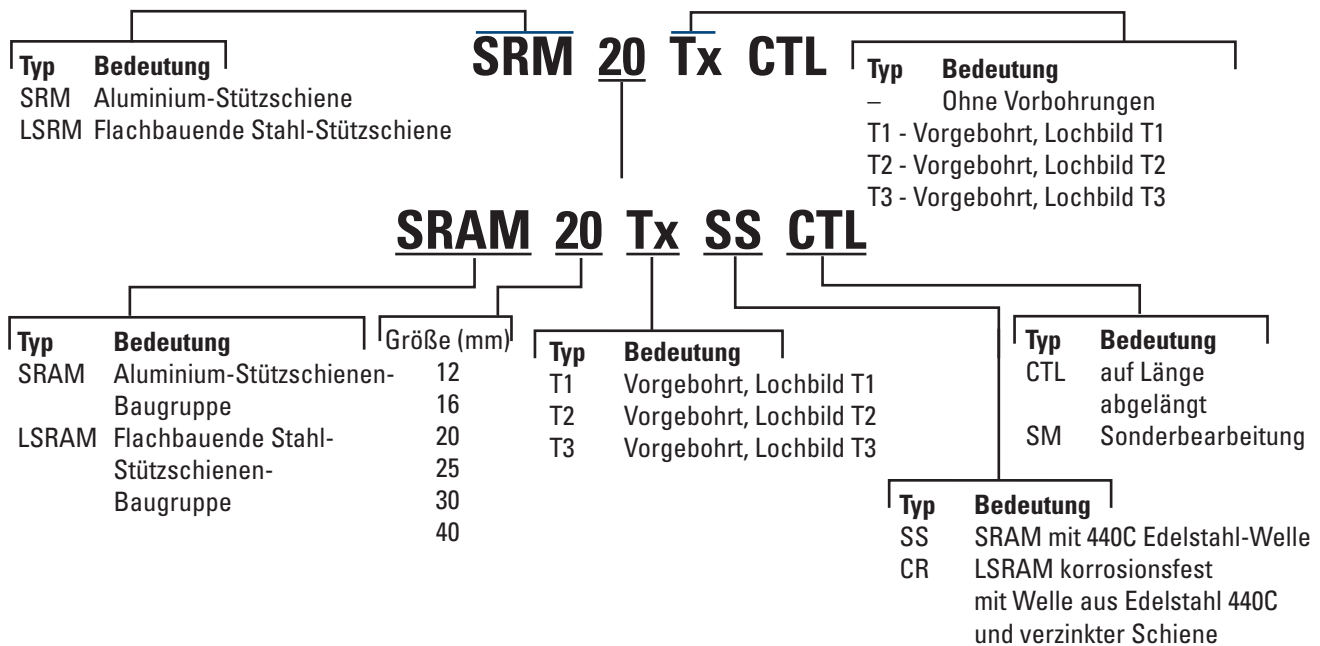 SRM 20 Tx CTL
Typ Bedeutung
SRM Aluminium-Stützschiene
LSRM Flachbauende Stahl-Stützschiene
Typ Bedeutung
– Ohne Vorbohrungen
T1 - Vorgebohrt, Lochbild T1
T2 - Vorgebohrt, Lochbild T2
T3 - Vorgebohrt, Lochbild T3
SRAM 20 Tx SS CTL
Typ Bedeutung
SRAM Aluminium-Stützschienen-
Baugruppe
LSRAM Flachbauende Stahl-
Stützschienen-
Baugruppe
Größe (mm)
12
16
20
25
30
40
Typ Bedeutung
T1 Vorgebohrt, Lochbild T1
T2 Vorgebohrt, Lochbild T2
T3 Vorgebohrt, Lochbild T3
Typ Bedeutung
CTL auf Länge
abgelängt
SM Sonderbearbeitung
Typ Bedeutung
SS SRAM mit 440C Edelstahl-Welle
CR LSRAM korrosionsfest
mit Welle aus Edelstahl 440C
und verzinkter Schiene